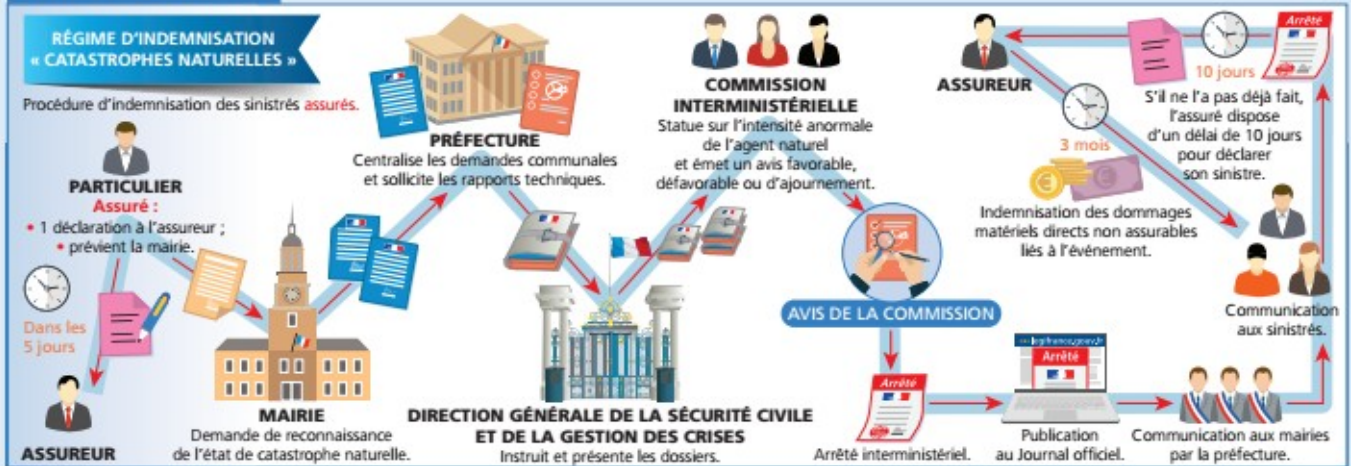 RÉGIME D'INDEMNISATION
« CATASTROPHES NATURELLES »
Procédure d'indemnisation des sinistrés assurés.
PARTICULIER
Assuré :
• 1 déclaration à l'assureur ;
• prévient la mairie.
Dans les
5 jours
ASSUREUR
MAIRIE
Demande de reconnaissance
de l'état de catastrophe naturelle.
PRÉFECTURE
Centralise les demandes communales
et sollicite les rapports techniques.
DIRECTION GÉNÉRALE DE LA SÉCURITÉ CIVILE
ET DE LA GESTION DES CRISES
Instruit et présente les dossiers.
COMMISSION
INTERMINISTÉRIELLE
Statue sur l'intensité anormale
de l'agent naturel
et émet un avis favorable,
défavorable ou d'ajournement.
AVIS DE LA COMMISSION
Arrêté
Arrêté interministériel.
legifrance.gouv.fr
Arrêté
Publication
au Journal officiel.
Communication aux mairies
par la préfecture.
Communication
aux sinistrés.
Arrêté
10 jours
S'il ne l'a pas déjà fait,
l'assuré dispose
d'un délai de 10 jours
pour déclarer
son sinistre.
ASSUREUR
3 mois
Indemnisation des dommages
matériels directs non assurables
liés à l'événement.